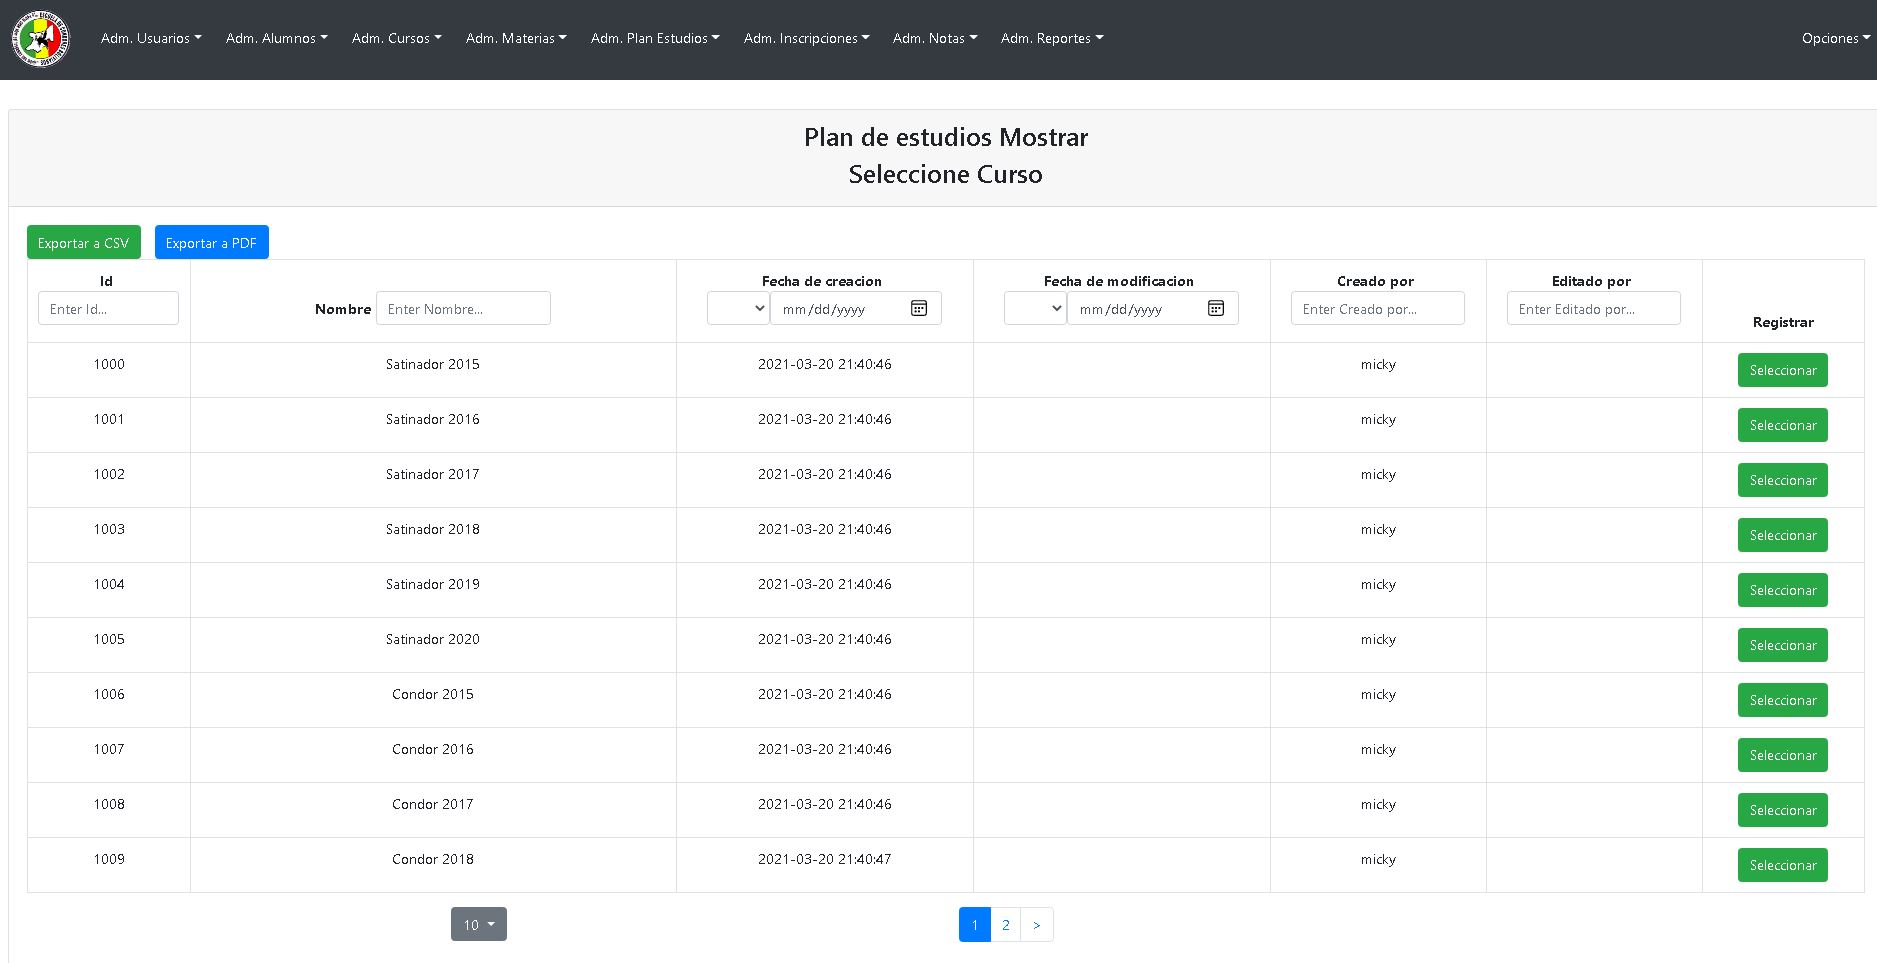 Adm. Usuarios Adm. Alumnos Adm. Cursos Adm. Materias Adm. Plan Estudios Adm. Inscripciones Adm. Notas Adm. Reportes Opciones
Plan de estudios Mostrar
Seleccione Curso
Exportar a CSV Exportar a PDF
Id Nombre Fecha de creacion Fecha de modificacion Creado por Editado por Registrar
Enter Id... Enter Nombre... mm/dd/yyyy mm/dd/yyyy Enter Creado por... Enter Editado por...
1000 Satinador 2015 2021-03-20 21:40:46 micky Seleccionar
1001 Satinador 2016 2021-03-20 21:40:46 micky Seleccionar
1002 Satinador 2017 2021-03-20 21:40:46 micky Seleccionar
1003 Satinador 2018 2021-03-20 21:40:46 micky Seleccionar
1004 Satinador 2019 2021-03-20 21:40:46 micky Seleccionar
1005 Satinador 2020 2021-03-20 21:40:46 micky Seleccionar
1006 Condor 2015 2021-03-20 21:40:46 micky Seleccionar
1007 Condor 2016 2021-03-20 21:40:46 micky Seleccionar
1008 Condor 2017 2021-03-20 21:40:46 micky Seleccionar
1009 Condor 2018 2021-03-20 21:40:47 micky Seleccionar
10 1 2 >